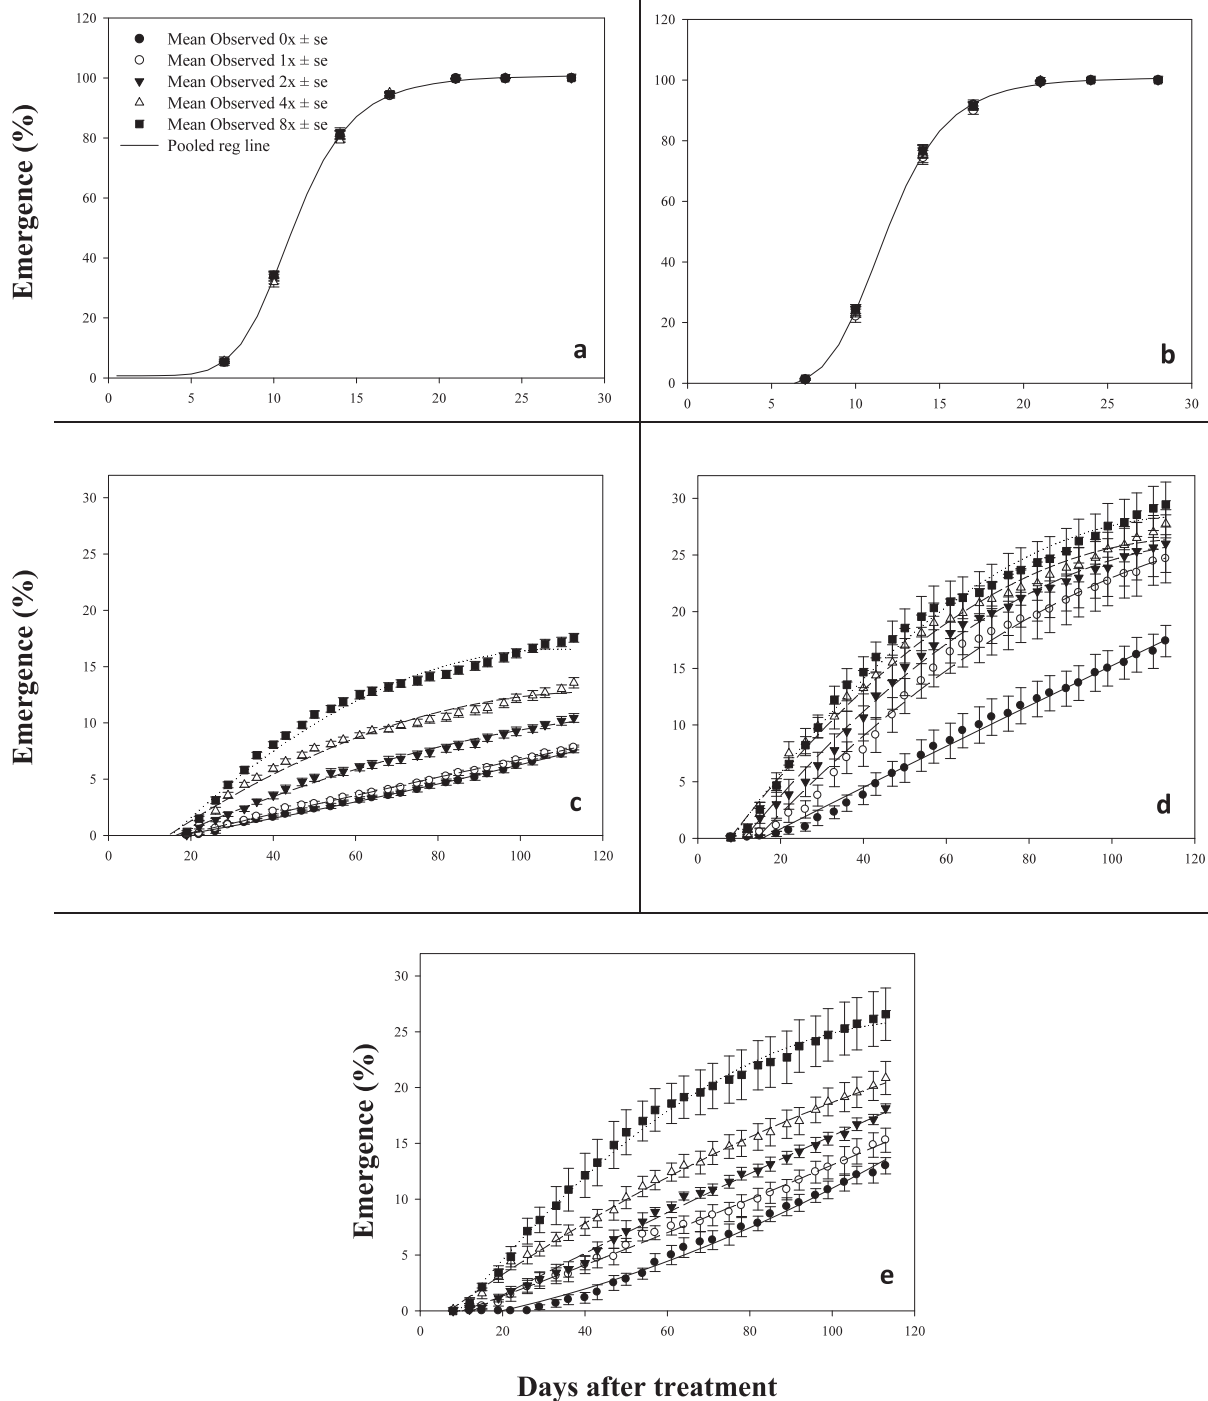 Emergence (%)
120
100
80
60
40
20
0
Mean Observed 0x ± se
Mean Observed 1x ± se
Mean Observed 2x ± se
Mean Observed 4x ± se
Mean Observed 8x ± se
Pooled reg line
a
0 5 10 15 20 25 30
120
100
80
60
40
20
0
b
0 5 10 15 20 25 30
Emergence (%)
30
25
20
15
10
5
0
c
0 20 40 60 80 100 120
30
25
20
15
10
5
0
d
0 20 40 60 80 100 120
Emergence (%)
30
25
20
15
10
5
0
e
0 20 40 60 80 100 120
Days after treatment